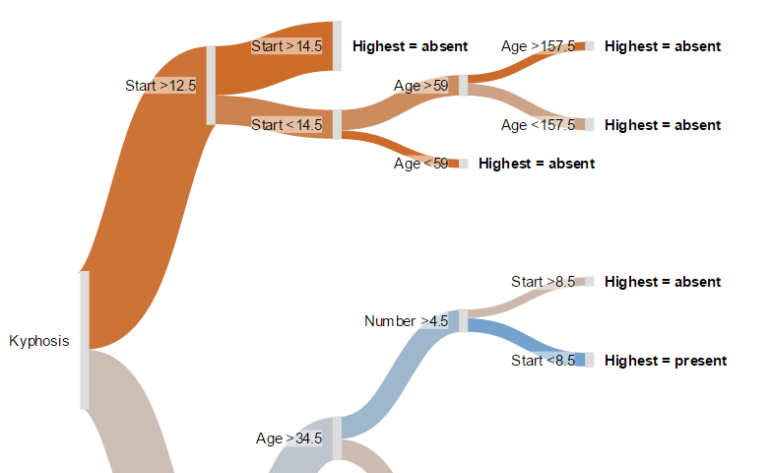 Start >14.5 Highest = absent Age >157.5 Highest = absent
Start >12.5 Age >59
Start <14.5 Age <157.5 Highest = absent
Age <59 Highest = absent
Start >8.5 Highest = absent
Number >4.5
Kyphosis
Start <8.5 Highest = present
Age >34.5